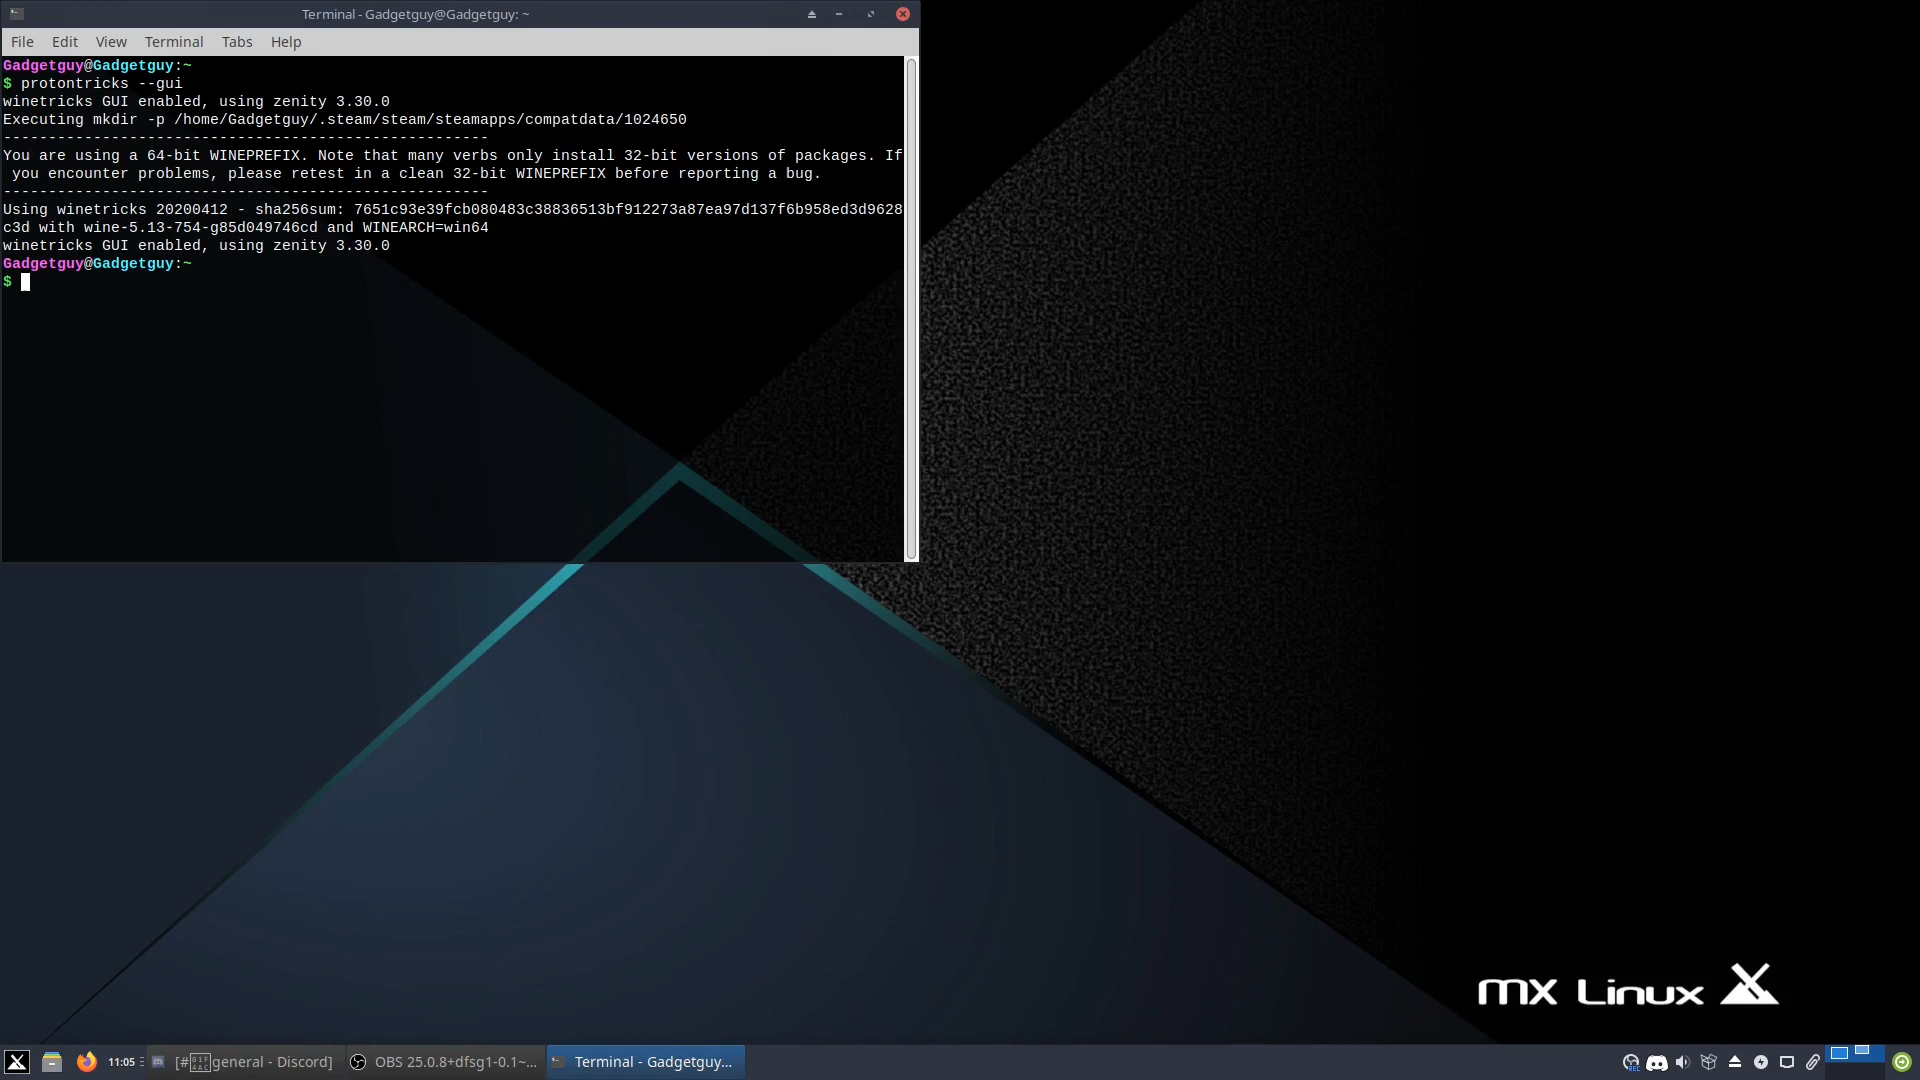 Terminal - Gadgetguy@Gadgetguy: ~
File Edit View Terminal Tabs Help
Gadgetguy@Gadgetguy:~
$ protontricks --gui
winetricks GUI enabled, using zenity 3.30.0
Executing mkdir -p /home/Gadgetguy/.steam/steam/steamapps/compatdata/1024650
------------------------------------------------------
You are using a 64-bit WINEPREFIX. Note that many verbs only install 32-bit versions of packages. If
 you encounter problems, please retest in a clean 32-bit WINEPREFIX before reporting a bug.
------------------------------------------------------
Using winetricks 20200412 - sha256sum: 7651c93e39fcb080483c38836513bf912273a87ea97d137f6b958ed3d9628
c3d with wine-5.13-754-g85d049746cd and WINEARCH=win64
winetricks GUI enabled, using zenity 3.30.0
Gadgetguy@Gadgetguy:~
$
MX Linux
11:05 [#general - Discord] OBS 25.0.8+dfsg1-0.1~... Terminal - Gadgetguy...